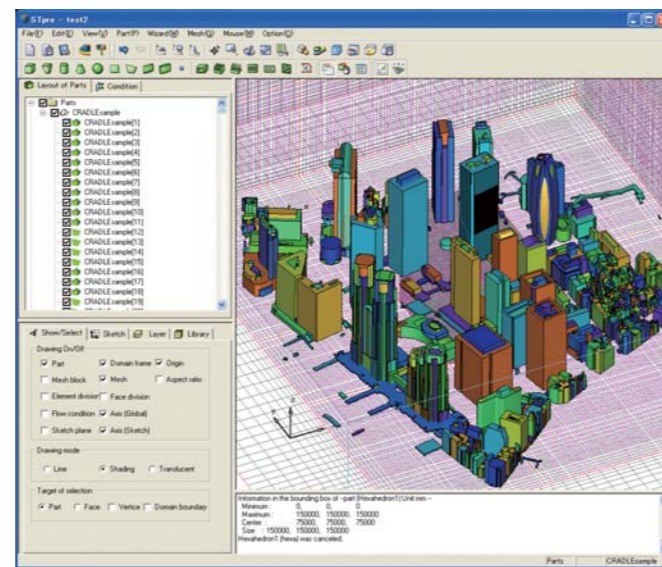 STpre - test2
File(F) Edit(E) View(V) Part(P) Wizard(W) Mesh(G) Mouse(M) Option(O)
Layout of Parts Condition
Parts
CRADLEsample
CRADLEsample[1]
CRADLEsample[2]
CRADLEsample[3]
CRADLEsample[4]
CRADLEsample[5]
CRADLEsample[6]
CRADLEsample[7]
CRADLEsample[8]
CRADLEsample[9]
CRADLEsample[10]
CRADLEsample[11]
CRADLEsample[12]
CRADLEsample[13]
CRADLEsample[14]
CRADLEsample[15]
CRADLEsample[16]
CRADLEsample[17]
CRADLEsample[18]
CRADLEsample[19]
Show/Select Sketch Layer Library
Drawing On/Off
Part Domain frame Origin
Mesh block Mesh Aspect ratio
Element division Face division
Flow condition Axis (Global)
Sketch plane Axis (Sketch)
Drawing mode
Line Shading Translucent
Target of selection
Part Face Vertice Domain boundary
Information in the bounding box of -part (Hexahedron1) Unit:mm --
Minimum : 0, 0, 0
Maximum : 150000, 150000, 150000
Center : 75000, 75000, 75000
Size : 150000, 150000, 150000
Hexahedron1 (hexa) was canceled.
Parts CRADLEsample